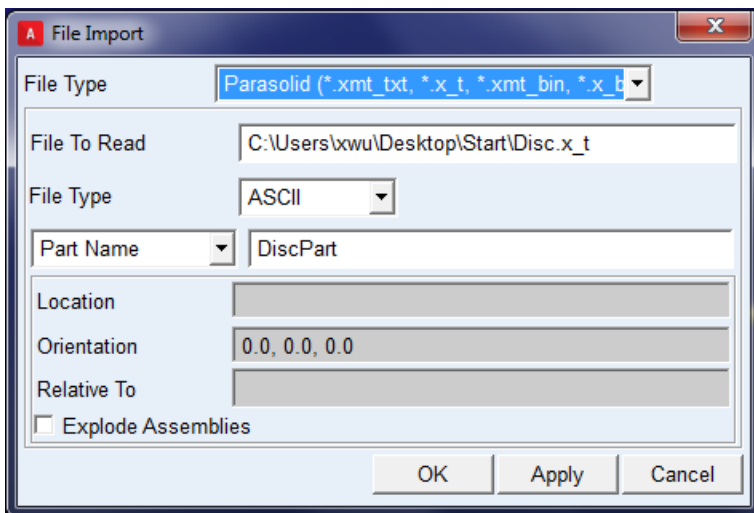 A File Import X
File Type Parasolid (*.xmt_txt, *.x_t, *.xmt_bin, *.x_b
File To Read C:\Users\xwu\Desktop\Start\Disc.x_t
File Type ASCII
Part Name DiscPart
Location
Orientation 0.0, 0.0, 0.0
Relative To
Explode Assemblies
OK Apply Cancel